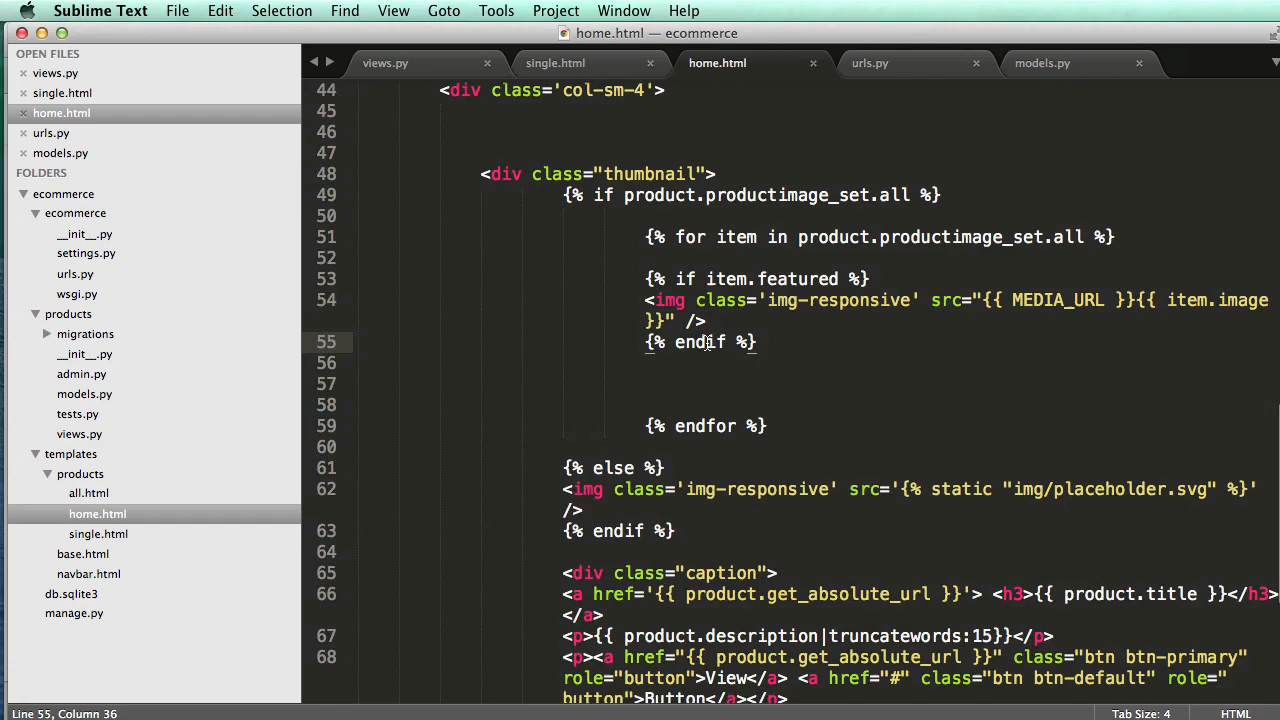 Sublime Text File Edit Selection Find View Goto Tools Project Window Help
home.html — ecommerce
OPEN FILES
views.py
single.html
home.html
urls.py
models.py
FOLDERS
ecommerce
ecommerce
__init__.py
settings.py
urls.py
wsgi.py
products
migrations
__init__.py
admin.py
models.py
tests.py
views.py
templates
products
all.html
home.html
single.html
base.html
navbar.html
db.sqlite3
manage.py
views.py single.html home.html urls.py models.py
44 <div class='col-sm-4'>
45
46
47
48 <div class="thumbnail">
49 {% if product.productimage_set.all %}
50
51 {% for item in product.productimage_set.all %}
52
53 {% if item.featured %}
54 <img class='img-responsive' src="{{ MEDIA_URL }}{{ item.image
}}" />
55 {% endif %}
56
57
58
59 {% endfor %}
60
61 {% else %}
62 <img class='img-responsive' src='{% static "img/placeholder.svg" %}'
/>
63 {% endif %}
64
65 <div class="caption">
66 <a href='{{ product.get_absolute_url }}'> <h3>{{ product.title }}</h3>
</a>
67 <p>{{ product.description|truncatewords:15}}</p>
68 <p><a href="{{ product.get_absolute_url }}" class="btn btn-primary"
role="button">View</a> <a href="#" class="btn btn-default" role="
button">Button</a></p>
Line 55, Column 36 Tab Size: 4 HTML